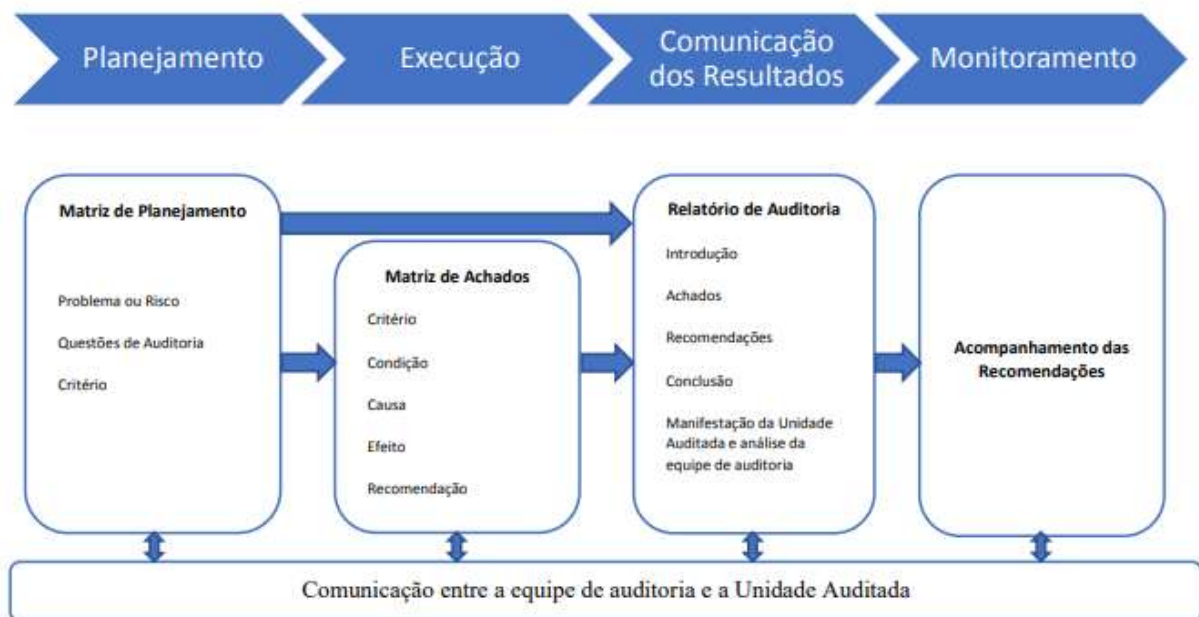 Planejamento
Execução
Comunicação
dos Resultados
Monitoramento
Matriz de Planejamento
Problema ou Risco
Questões de Auditoria
Critério
Matriz de Achados
Critério
Condição
Causa
Efeito
Recomendação
Relatório de Auditoria
Introdução
Achados
Recomendações
Conclusão
Manifestação da Unidade
Auditada e análise da
equipe de auditoria
Acompanhamento das
Recomendações
Comunicação entre a equipe de auditoria e a Unidade Auditada